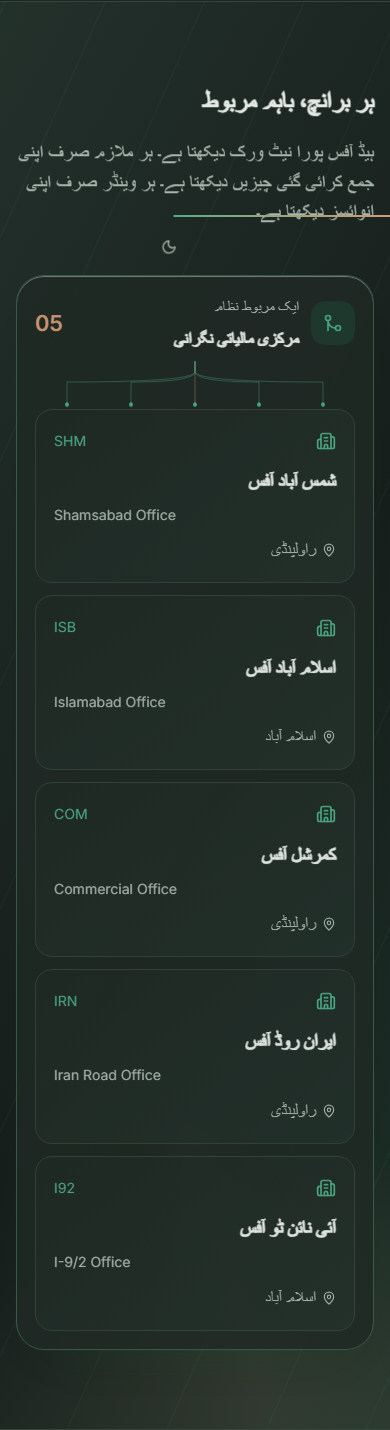 ہر برانچ، باہم مربوط
ہیڈ آفس پورا نیٹ ورک دیکھتا ہے۔ ہر ملازم صرف اپنی
جمع کرائی گئی چیزیں دیکھتا ہے۔ ہر وینڈر صرف اپنی
انوائسز دیکھتا ہے۔
ایک مربوط نظام
مرکزی مالیاتی نگرانی
05
SHM
شمس آباد آفس
Shamsabad Office
راولپنڈی
ISB
اسلام آباد آفس
Islamabad Office
اسلام آباد
COM
کمرشل آفس
Commercial Office
راولپنڈی
IRN
ایران روڈ آفس
Iran Road Office
راولپنڈی
I92
آئی نائن ٹو آفس
I-9/2 Office
اسلام آباد